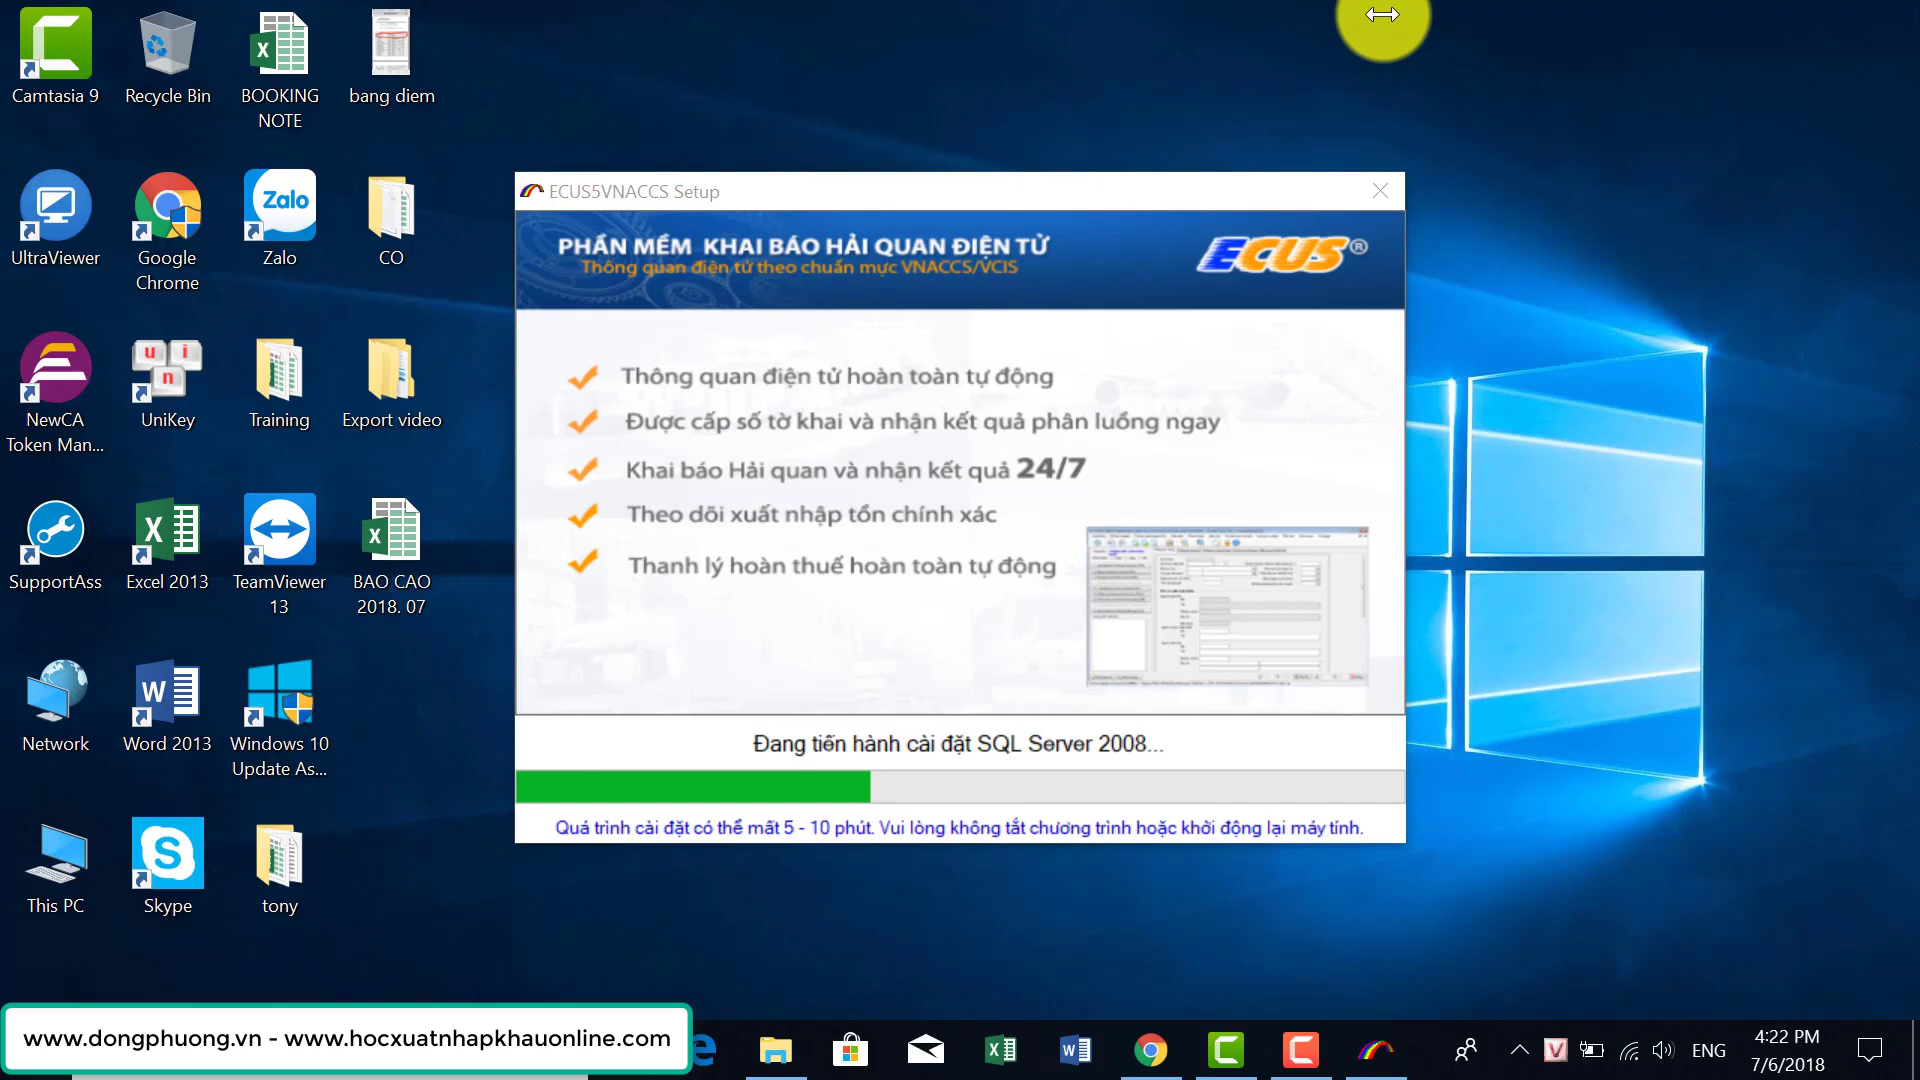 Camtasia 9
Recycle Bin
BOOKING
NOTE
bang diem
UltraViewer
Google
Chrome
Zalo
Zalo
CO
NewCA
Token Man...
u i
n
UniKey
Training
Export video
SupportAss
Excel 2013
TeamViewer
13
BAO CAO
2018. 07
Network
Word 2013
Windows 10
Update As...
This PC
Skype
tony
ECUS5VNACCS Setup
PHẦN MỀM KHAI BÁO HẢI QUAN ĐIỆN TỬ
Thông quan điện tử theo chuẩn mực VNACCS/VCIS
ECUS®
Thông quan điện tử hoàn toàn tự động
Được cấp số tờ khai và nhận kết quả phân luồng ngay
Khai báo Hải quan và nhận kết quả 24/7
Theo dõi xuất nhập tồn chính xác
Thanh lý hoàn thuế hoàn toàn tự động
Đang tiến hành cài đặt SQL Server 2008...
Quá trình cài đặt có thể mất 5 - 10 phút. Vui lòng không tắt chương trình hoặc khởi động lại máy tính.
www.dongphuong.vn - www.hocxuatnhapkhauonline.com
ENG
4:22 PM
7/6/2018